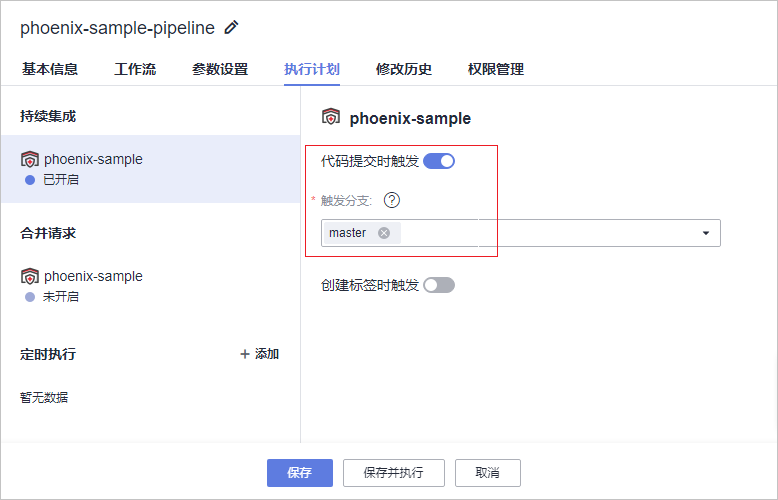 phoenix-sample-pipeline
基本信息 工作流 参数设置 执行计划 修改历史 权限管理
持续集成
phoenix-sample
已开启
合并请求
phoenix-sample
未开启
定时执行 + 添加
暂无数据
phoenix-sample
代码提交时触发
* 触发分支: ?
master
创建标签时触发
保存 保存并执行 取消